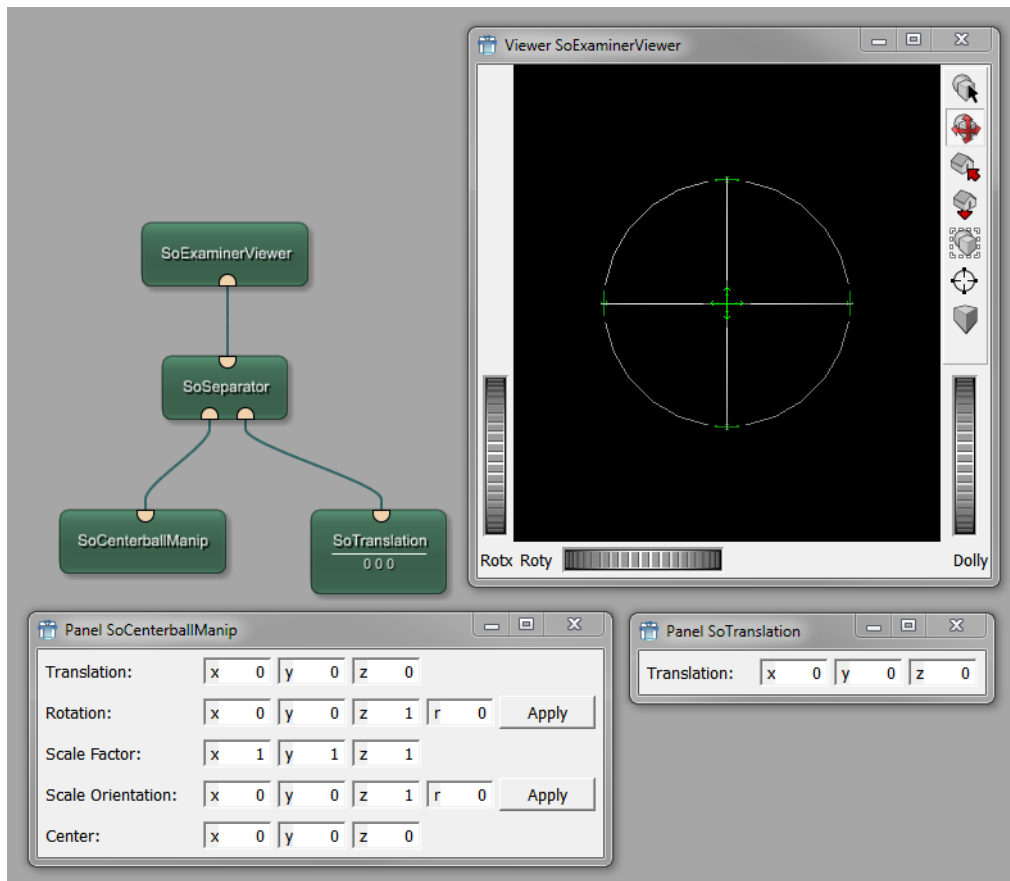 Viewer SoExaminerViewer
SoExaminerViewer
SoSeparator
SoCenterballManip
SoTranslation
0 0 0
Rotx Roty
Dolly
Panel SoCenterballManip
Translation: x 0 y 0 z 0
Rotation: x 0 y 0 z 1 r 0 Apply
Scale Factor: x 1 y 1 z 1
Scale Orientation: x 0 y 0 z 1 r 0 Apply
Center: x 0 y 0 z 0
Panel SoTranslation
Translation: x 0 y 0 z 0